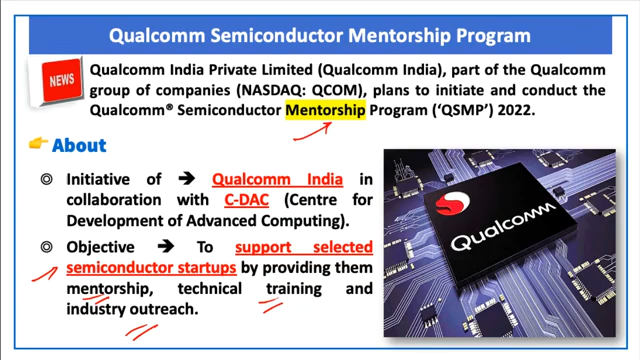 Qualcomm Semiconductor Mentorship Program
NEWS
Qualcomm India Private Limited (Qualcomm India), part of the Qualcomm
group of companies (NASDAQ: QCOM), plans to initiate and conduct the
Qualcomm® Semiconductor Mentorship Program ('QSMP') 2022.
About
Initiative of ➔ Qualcomm India in
collaboration with C-DAC (Centre for
Development of Advanced Computing).
Objective ➔ To support selected
semiconductor startups by providing them
mentorship, technical training and
industry outreach.
Qualcomm